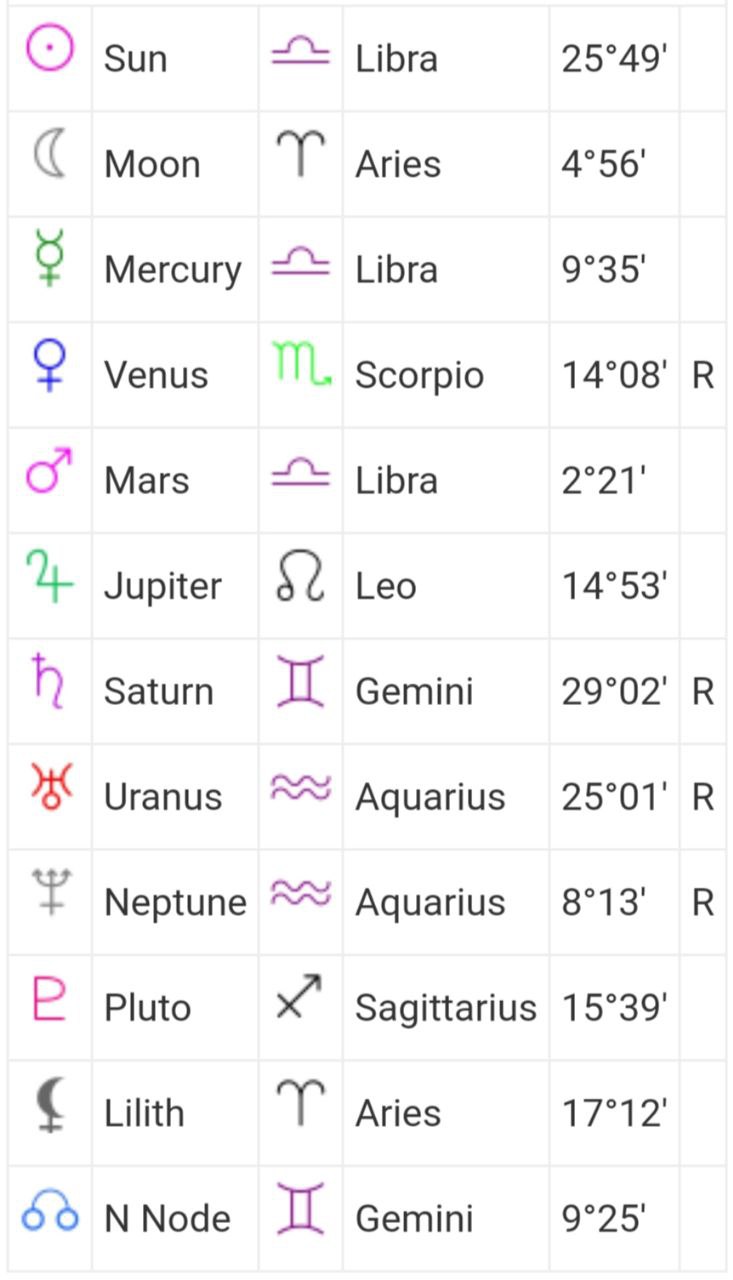 Sun Libra 25°49'
Moon Aries 4°56'
Mercury Libra 9°35'
Venus Scorpio 14°08' R
Mars Libra 2°21'
Jupiter Leo 14°53'
Saturn Gemini 29°02' R
Uranus Aquarius 25°01' R
Neptune Aquarius 8°13' R
Pluto Sagittarius 15°39'
Lilith Aries 17°12'
N Node Gemini 9°25'